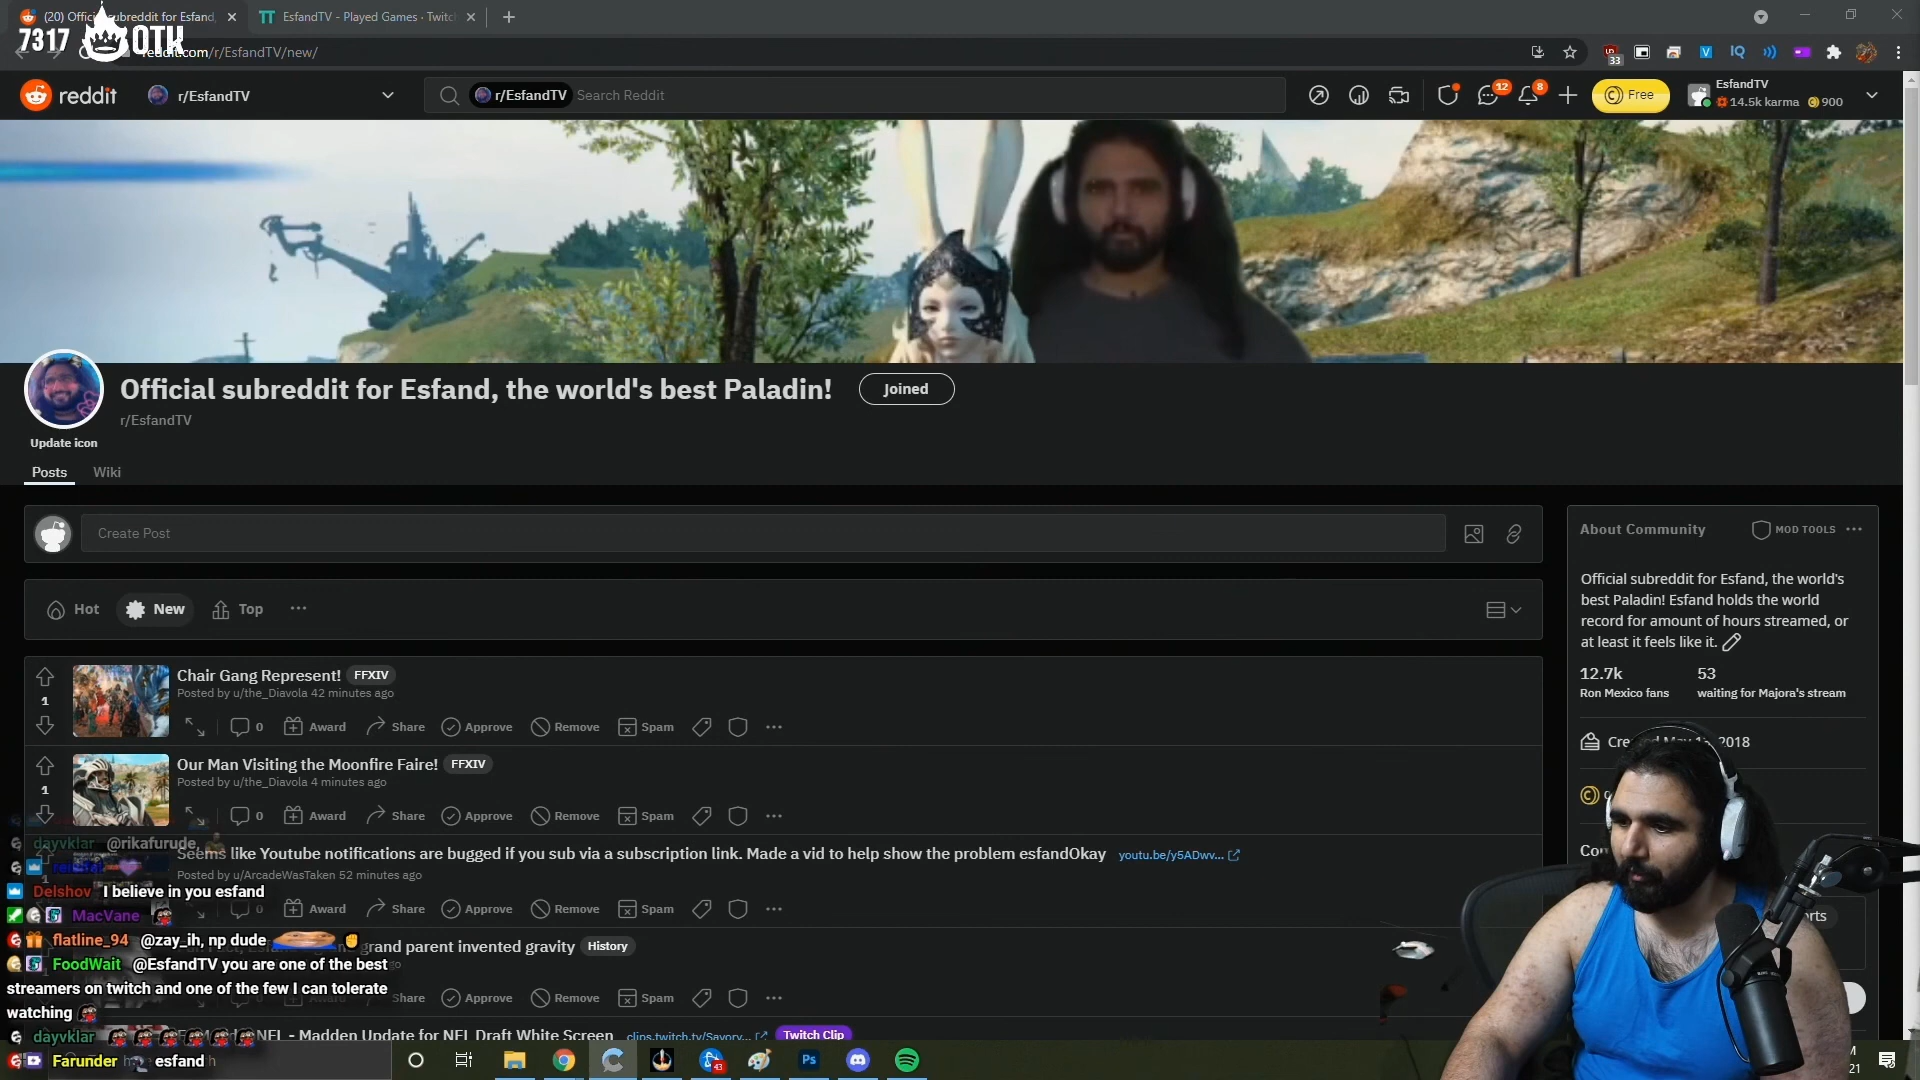 (20) Official subreddit for Esfand,
EsfandTV - Played Games · Twitch
7317 OTK
reddit.com/r/EsfandTV/new/
33
reddit
r/EsfandTV
r/EsfandTV Search Reddit
12
8
Free
EsfandTV
14.5k karma 900
Official subreddit for Esfand, the world's best Paladin!
Joined
r/EsfandTV
Update icon
Posts Wiki
Create Post
Hot New Top
About Community
MOD TOOLS
Official subreddit for Esfand, the world's
best Paladin! Esfand holds the world
record for amount of hours streamed, or
at least it feels like it.
12.7k 53
Ron Mexico fans waiting for Majora's stream
2018
Chair Gang Represent! FFXIV
Posted by u/the_Diavola 42 minutes ago
1
0 Award Share Approve Remove Spam
Our Man Visiting the Moonfire Faire! FFXIV
Posted by u/the_Diavola 4 minutes ago
1
0 Award Share Approve Remove Spam
Seems like Youtube notifications are bugged if you sub via a subscription link. Made a vid to help show the problem esfandOkay youtu.be/y5ADwv...
Posted by u/ArcadeWasTaken 52 minutes ago
0 Award Share Approve Remove Spam
grand parent invented gravity History
Share Approve Remove Spam
NFL - Madden Update for NFL Draft White Screen clips.twitch.tv/Savory... Twitch Clip
dayvklar @rikafurude,
Delshov I believe in you esfand
MacVane
flatline_94 @zay_ih, np dude
FoodWait @EsfandTV you are one of the best
streamers on twitch and one of the few I can tolerate
watching
dayvklar
Farunder esfand
43
Ps
21